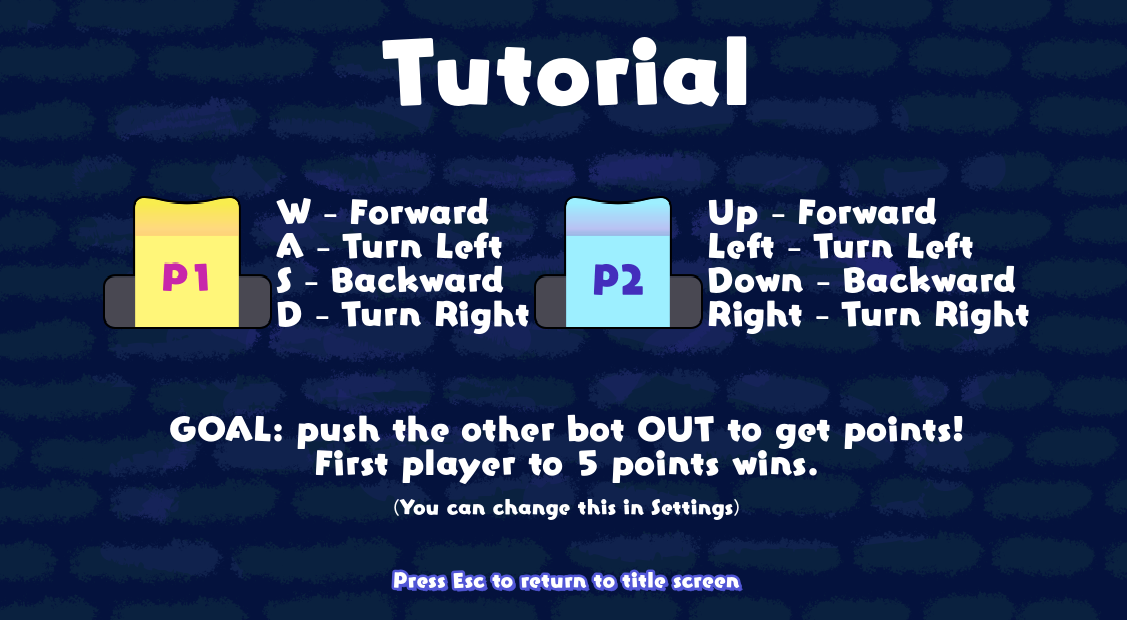 Tutorial
P1
W - Forward
A - Turn Left
S - Backward
D - Turn Right
P2
Up - Forward
Left - Turn Left
Down - Backward
Right - Turn Right
GOAL: push the other bot OUT to get points!
First player to 5 points wins.
(You can change this in Settings)
Press Esc to return to title screen